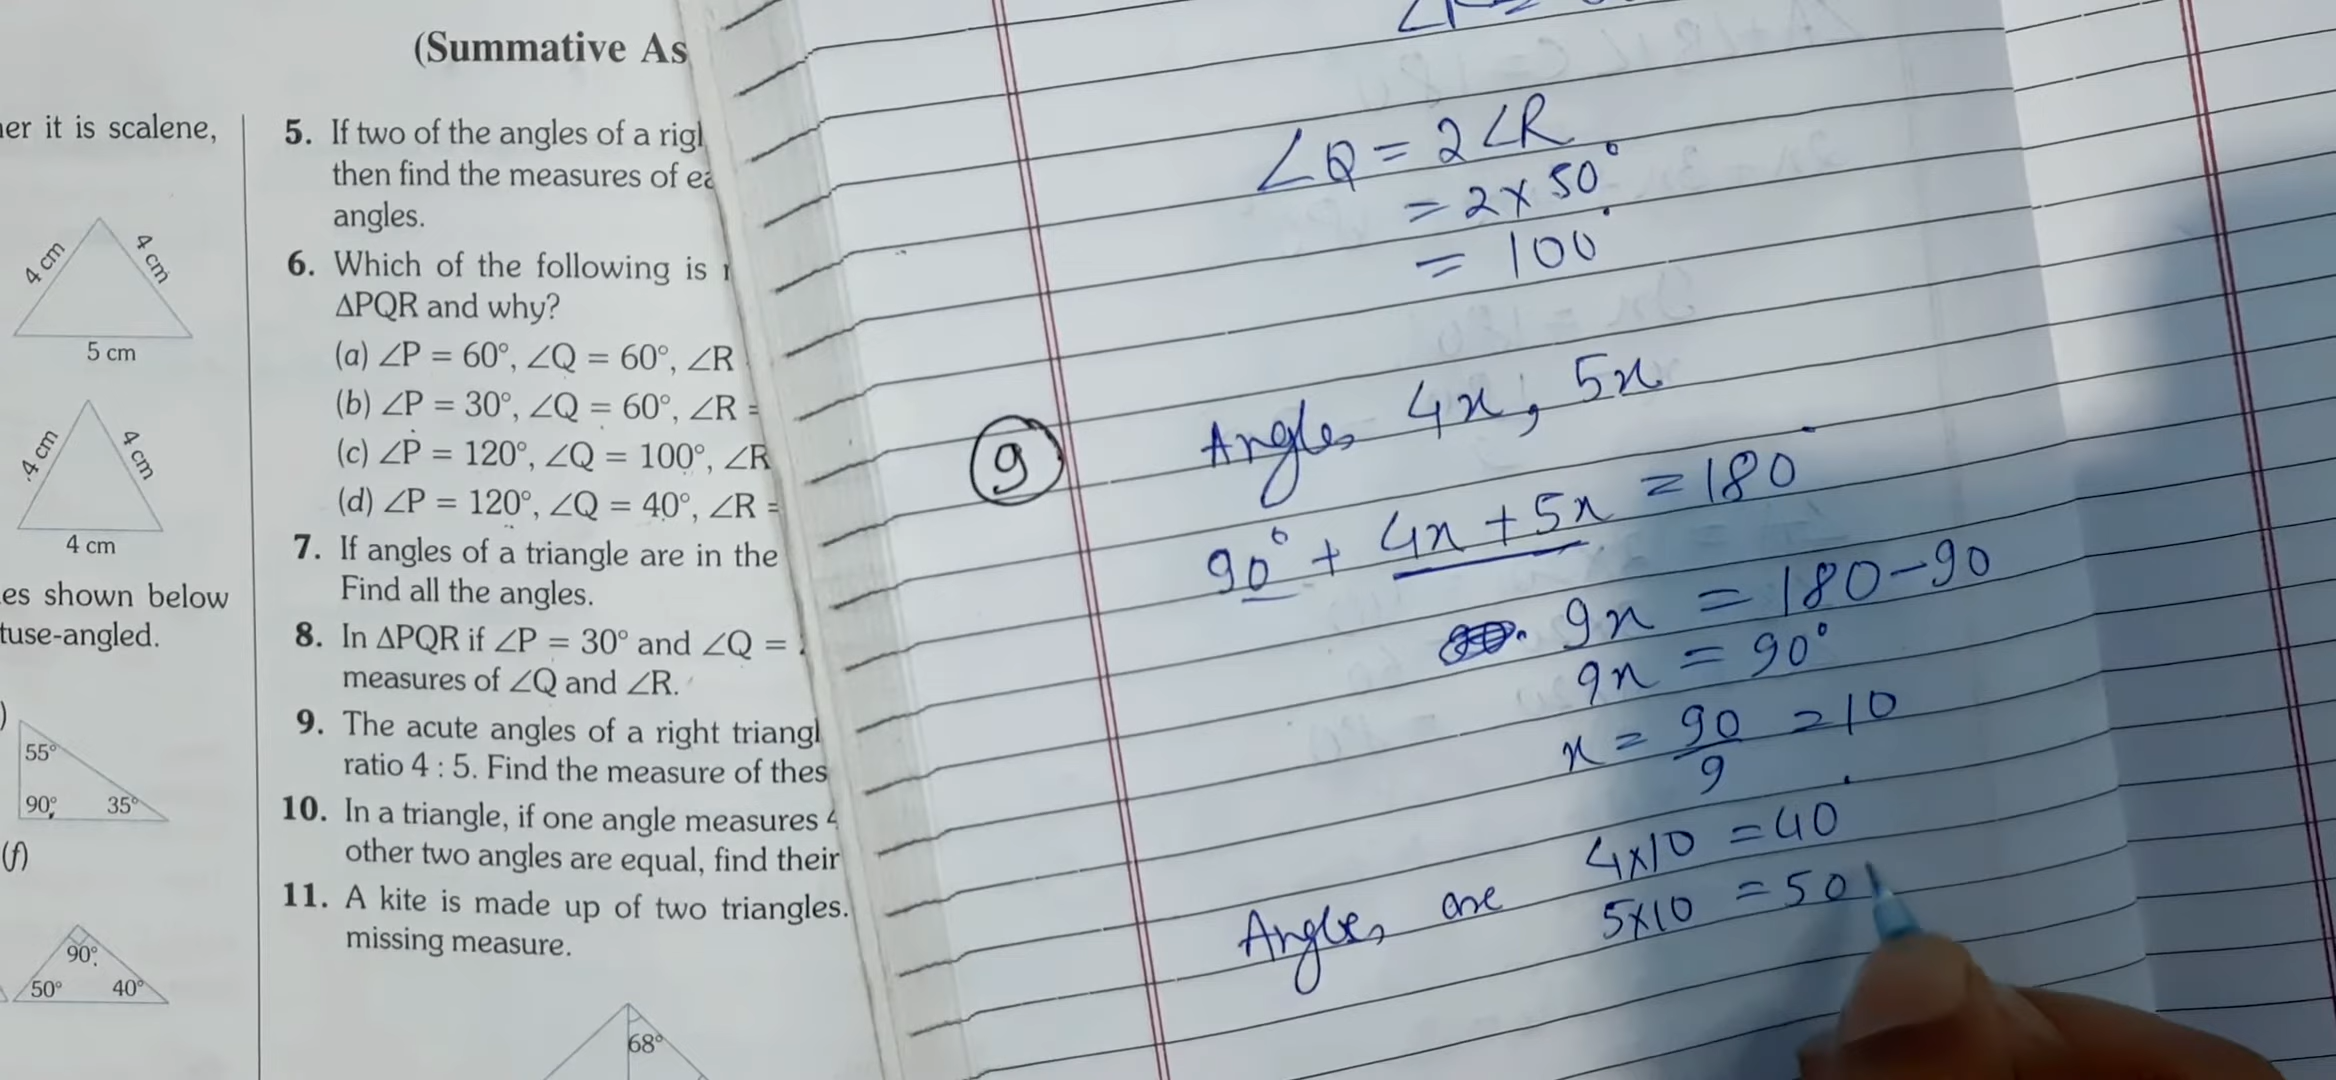 (Summative As
er it is scalene,
4 cm
4 cm
5 cm
4 cm
4 cm
4 cm
es shown below
tuse-angled.
55°
90°
35°
(f)
90°
50°
40°
5. If two of the angles of a
then find the measures of
angles.
6. Which of the following is
ΔPQR and why?
(a) ∠P = 60°, ∠Q = 60°, ∠R
(b) ∠P = 30°, ∠Q = 60°, ∠R =
(c) ∠P = 120°, ∠Q = 100°, ∠R
(d) ∠P = 120°, ∠Q = 40°, ∠R =
7. If angles of a triangle are in the
Find all the angles.
8. In ΔPQR if ∠P = 30° and ∠Q =
measures of ∠Q and ∠R.
9. The acute angles of a right triangl
ratio 4 : 5. Find the measure of thes
10. In a triangle, if one angle measures
other two angles are equal, find their
11. A kite is made up of two triangles.
missing measure.
68°
∠Q = 2∠R
= 2 x 50°
= 100°
9
Angles 4x, 5x
90° + 4x + 5x = 180°
9x = 180-90
9x = 90°
x = 90/9 = 10
Angles are 4x10 = 40°
5x10 = 50